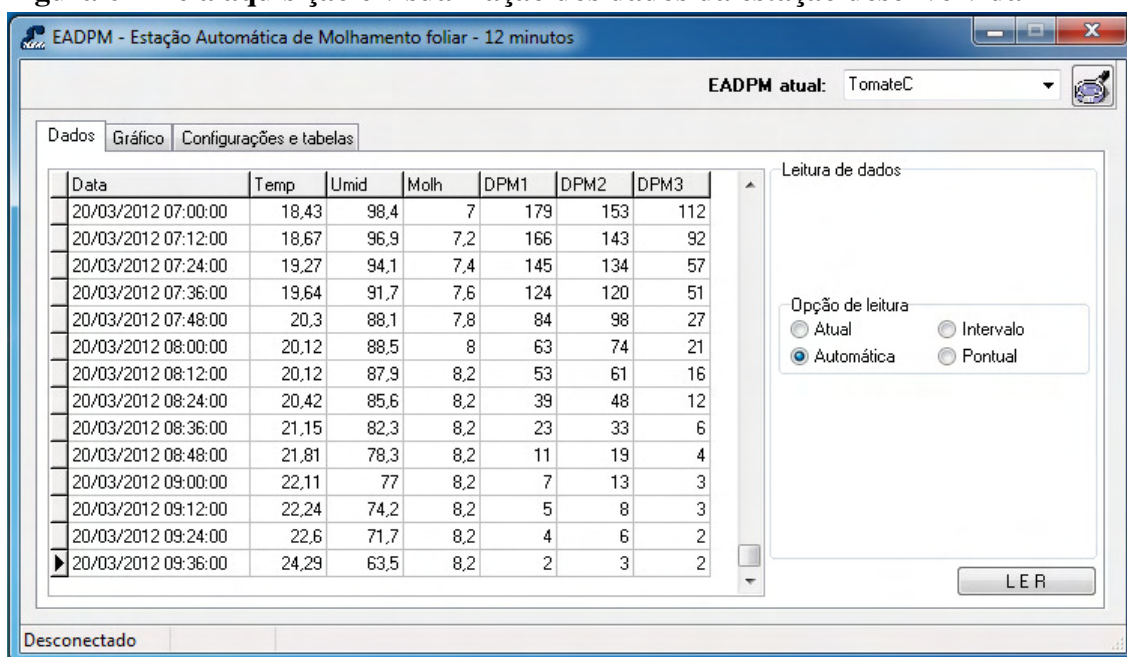 EADPM - Estação Automática de Molhamento foliar - 12 minutos
EADPM atual: TomateC
Dados Gráfico Configurações e tabelas
Data Temp Umid Molh DPM1 DPM2 DPM3
20/03/2012 07:00:00 18,43 98,4 7 179 153 112
20/03/2012 07:12:00 18,67 96,9 7,2 166 143 92
20/03/2012 07:24:00 19,27 94,1 7,4 145 134 57
20/03/2012 07:36:00 19,64 91,7 7,6 124 120 51
20/03/2012 07:48:00 20,3 88,1 7,8 84 98 27
20/03/2012 08:00:00 20,12 88,5 8 63 74 21
20/03/2012 08:12:00 20,12 87,9 8,2 53 61 16
20/03/2012 08:24:00 20,42 85,6 8,2 39 48 12
20/03/2012 08:36:00 21,15 82,3 8,2 23 33 6
20/03/2012 08:48:00 21,81 78,3 8,2 11 19 4
20/03/2012 09:00:00 22,11 77 8,2 7 13 3
20/03/2012 09:12:00 22,24 74,2 8,2 5 8 3
20/03/2012 09:24:00 22,6 71,7 8,2 4 6 2
20/03/2012 09:36:00 24,29 63,5 8,2 2 3 2
Leitura de dados
Opção de leitura
Atual Intervalo
Automática Pontual
LER
Desconectado